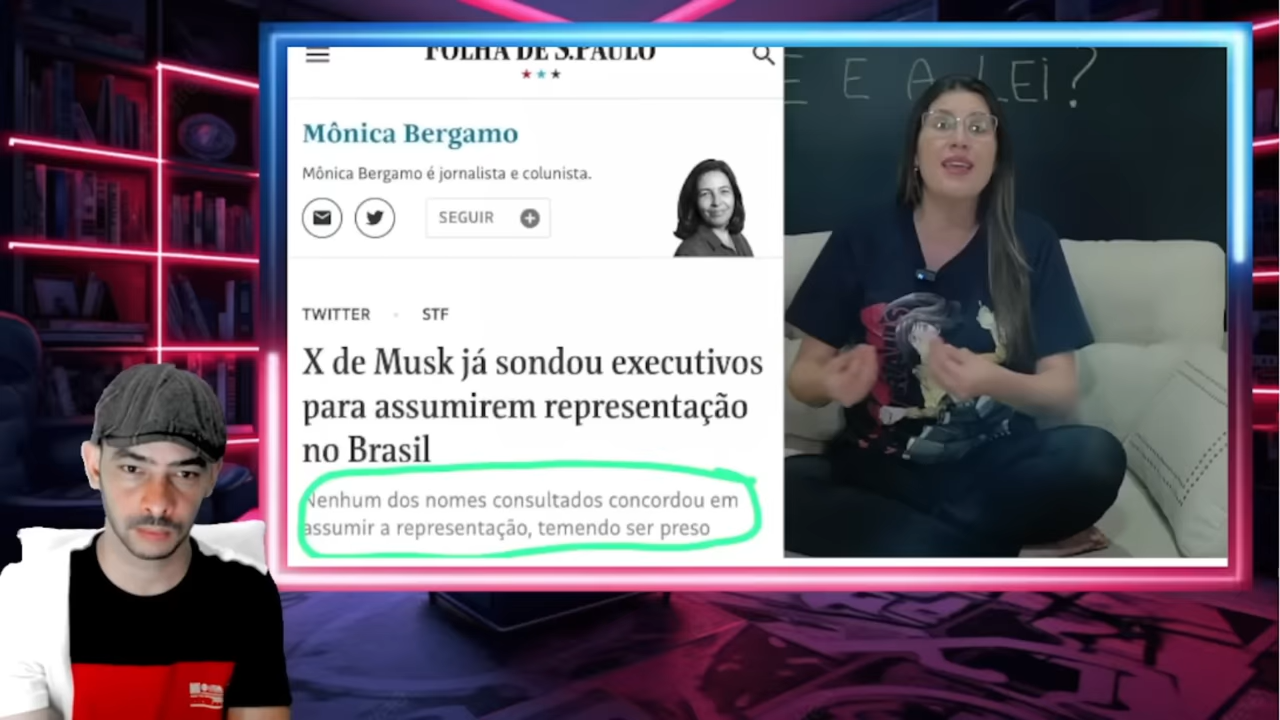 FOLHA DE S.PAULO
E E A LEI?
Mônica Bergamo
Mônica Bergamo é jornalista e colunista.
SEGUIR
TWITTER STF
X de Musk já sondou executivos
para assumirem representação
no Brasil
Nenhum dos nomes consultados concordou em
assumir a representação, temendo ser preso